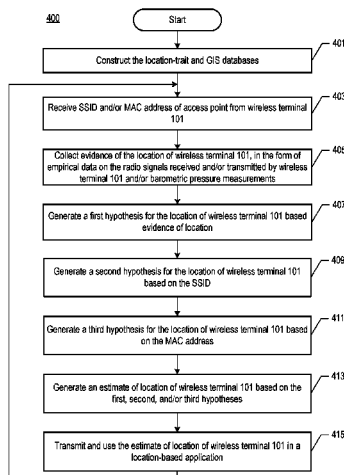 400
Start
401
Construct the location-trait and GIS databases
403
Receive SSID and/or MAC address of access point from wireless terminal
101
405
Collect evidence of the location of wireless terminal 101, in the form of
empirical data on the radio signals received and/or transmitted by
wireless terminal 101 and/or barometric pressure measurements
407
Generate a first hypothesis for the location of wireless terminal 101 based
evidence of location
409
Generate a second hypothesis for the location of wireless terminal 101
based on the SSID
411
Generate a third hypothesis for the location of wireless terminal 101 based
on the MAC address
413
Generate an estimate of location of wireless terminal 101 based on the
first, second, and/or third hypotheses
415
Transmit and use the estimate of location of wireless terminal 101 in a
location-based application